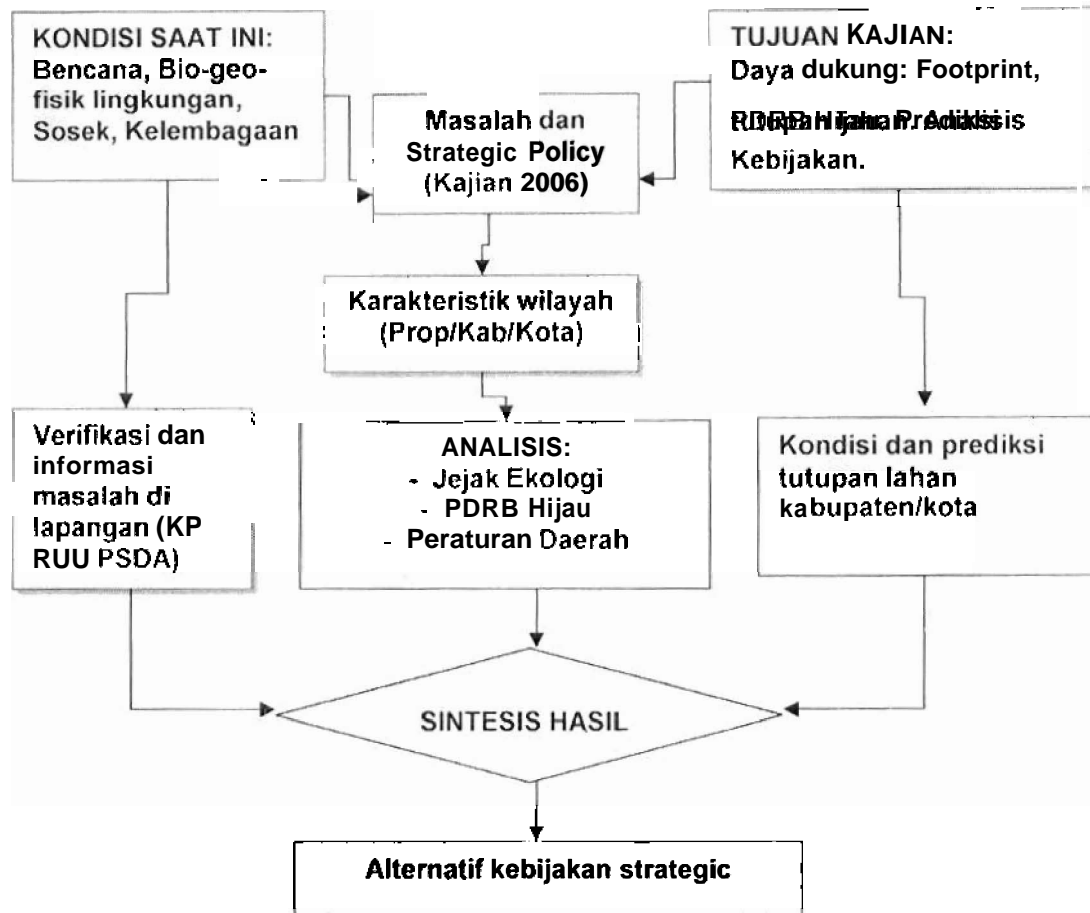 KONDISI SAAT INI:
Bencana, Bio-geo-
fisik lingkungan,
Sosek, Kelembagaan
TUJUAN KAJIAN:
Daya dukung: Footprint,
Kebijakan.
Masalah dan
Strategic Policy
(Kajian 2006)
Karakteristik wilayah
(Prop/Kab/Kota)
Verifikasi dan
informasi
masalah di
lapangan (KP
RUU PSDA)
ANALISIS:
- Jejak Ekologi
- PDRB Hijau
- Peraturan Daerah
Kondisi dan prediksi
tutupan lahan
kabupaten/kota
SINTESIS HASIL
Alternatif kebijakan strategic